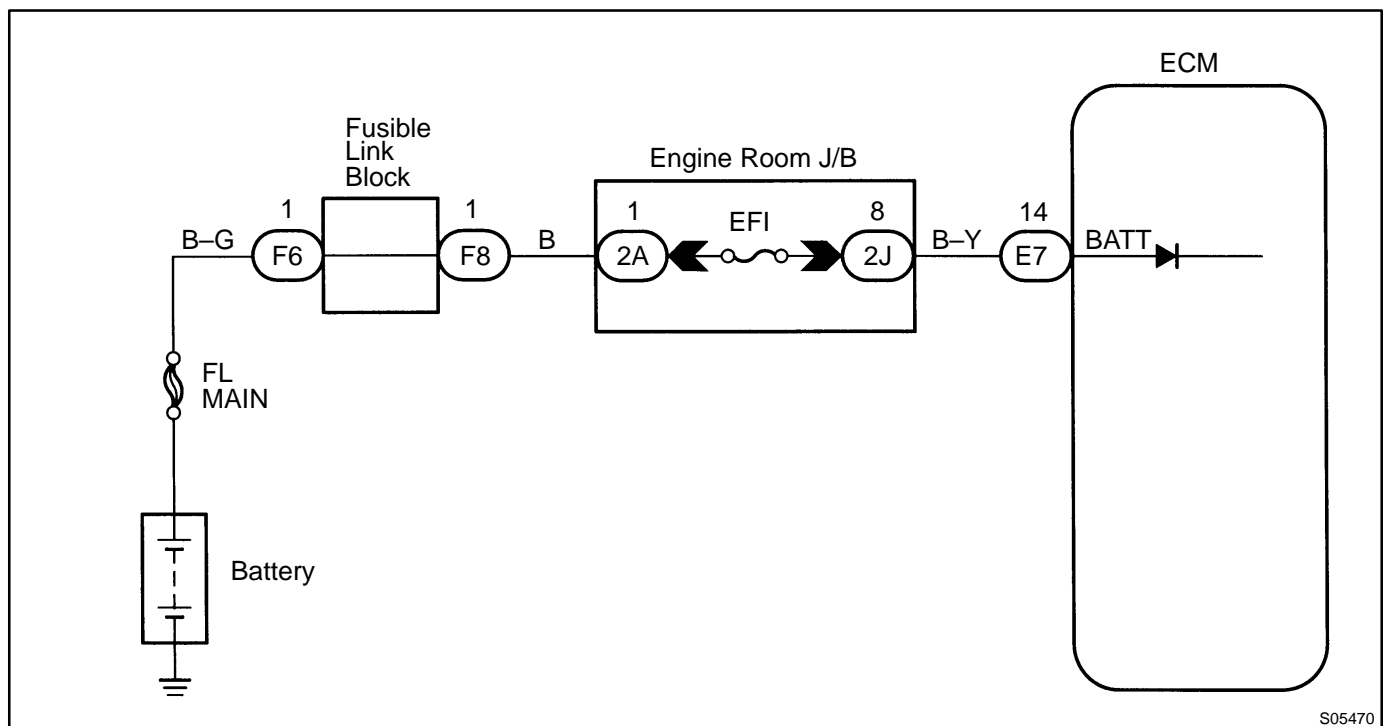 ECM
Fusible
Link
Block
Engine Room J/B
1
1
1
EFI
8
14
B–G
F6
F8
B
2A
2J
B–Y
E7
BATT
FL
MAIN
Battery
S05470